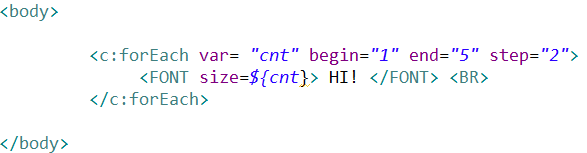 <body>
<c:forEach var= "cnt" begin="1" end="5" step="2">
<FONT size=${cnt}> HI! </FONT> <BR>
</c:forEach>
</body>